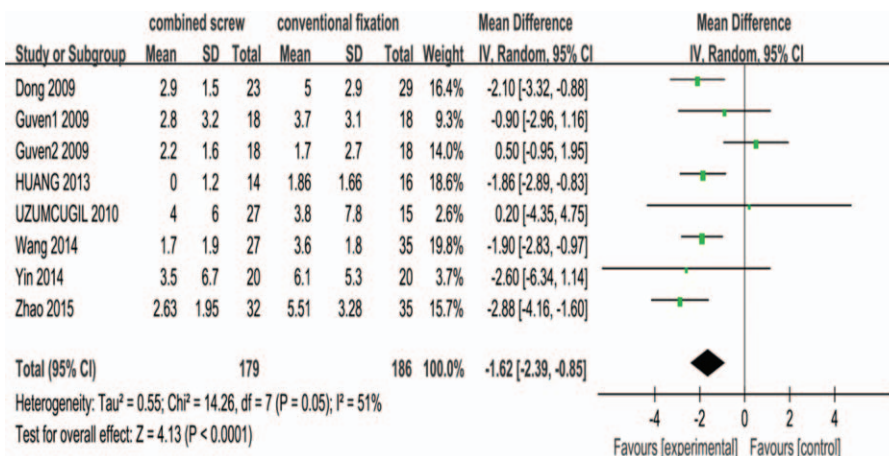 combined screw conventional fixation Mean Difference Mean Difference
Study or Subgroup Mean SD Total Mean SD Total Weight IV, Random, 95% CI IV, Random, 95% CI
Dong 2009 2.9 1.5 23 5 2.9 29 16.4% -2.10 [-3.32, -0.88]
Guven1 2009 2.8 3.2 18 3.7 3.1 18 9.3% -0.90 [-2.96, 1.16]
Guven2 2009 2.2 1.6 18 1.7 2.7 18 14.0% 0.50 [-0.95, 1.95]
HUANG 2013 0 1.2 14 1.86 1.66 16 18.6% -1.86 [-2.89, -0.83]
UZUMCUGIL 2010 4 6 27 3.8 7.8 15 2.6% 0.20 [-4.35, 4.75]
Wang 2014 1.7 1.9 27 3.6 1.8 35 19.8% -1.90 [-2.83, -0.97]
Yin 2014 3.5 6.7 20 6.1 5.3 20 3.7% -2.60 [-6.34, 1.14]
Zhao 2015 2.63 1.95 32 5.51 3.28 35 15.7% -2.88 [-4.16, -1.60]
Total (95% CI) 179 186 100.0% -1.62 [-2.39, -0.85]
Heterogeneity: Tau² = 0.55; Chi² = 14.26, df = 7 (P = 0.05); I² = 51%
Test for overall effect: Z = 4.13 (P < 0.0001)
-4 -2 0 2 4
Favours [experimental] Favours [control]